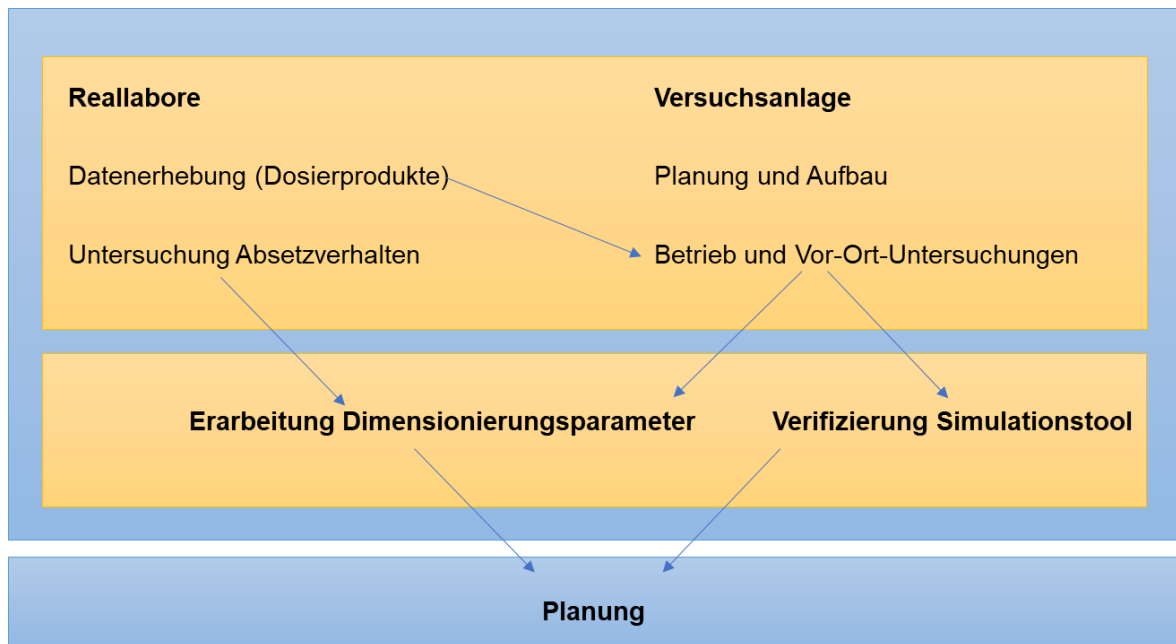 Reallabore
Versuchsanlage
Datenerhebung (Dosierprodukte)
Planung und Aufbau
Untersuchung Absetzverhalten
Betrieb und Vor-Ort-Untersuchungen
Erarbeitung Dimensionierungsparameter
Verifizierung Simulationstool
Planung